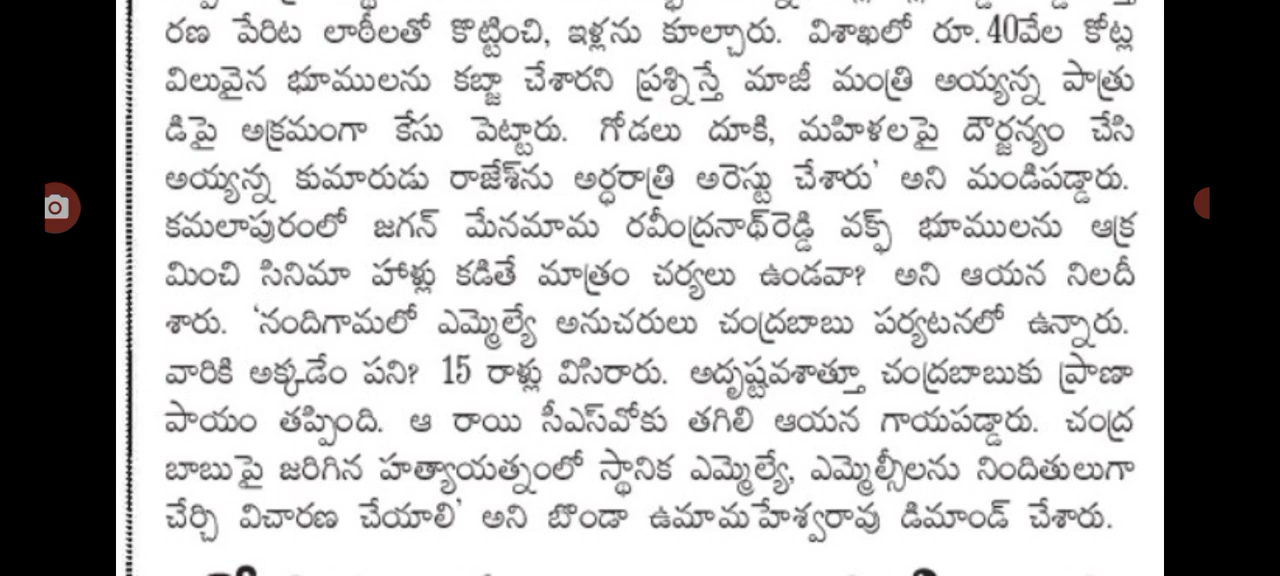 రణ పేరిట లాఠీలతో కొట్టించి, ఇళ్లను కూల్చారు. విశాఖలో రూ.40వేల కోట్ల
విలువైన భూములను కబ్జా చేశారని ప్రశ్నిస్తే మాజీ మంత్రి అయ్యన్న పాత్రు
డిపై అక్రమంగా కేసు పెట్టారు. గోడలు దూకి, మహిళలపై దౌర్జన్యం చేసి
అయ్యన్న కుమారుడు రాజేశ్‌ను అర్ధరాత్రి అరెస్టు చేశారు' అని మండిపడ్డారు.
కమలాపురంలో జగన్ మేనమామ రవీంద్రనాథ్‌రెడ్డి వక్ఫ్ భూములను ఆక్ర
మించి సినిమా హాళ్లు కడితే మాత్రం చర్యలు ఉండవా? అని ఆయన నిలదీ
శారు. 'నందిగామలో ఎమ్మెల్యే అనుచరులు చంద్రబాబు పర్యటనలో ఉన్నారు.
వారికి అక్కడేం పని? 15 రాళ్లు విసిరారు. అదృష్టవశాత్తూ చంద్రబాబుకు ప్రాణా
పాయం తప్పింది. ఆ రాయి సీఎస్‌వోకు తగిలి ఆయన గాయపడ్డారు. చంద్ర
బాబుపై జరిగిన హత్యాయత్నంలో స్థానిక ఎమ్మెల్యే, ఎమ్మెల్సీలను నిందితులుగా
చేర్చి విచారణ చేయాలి' అని బొండా ఉమామహేశ్వరావు డిమాండ్ చేశారు.